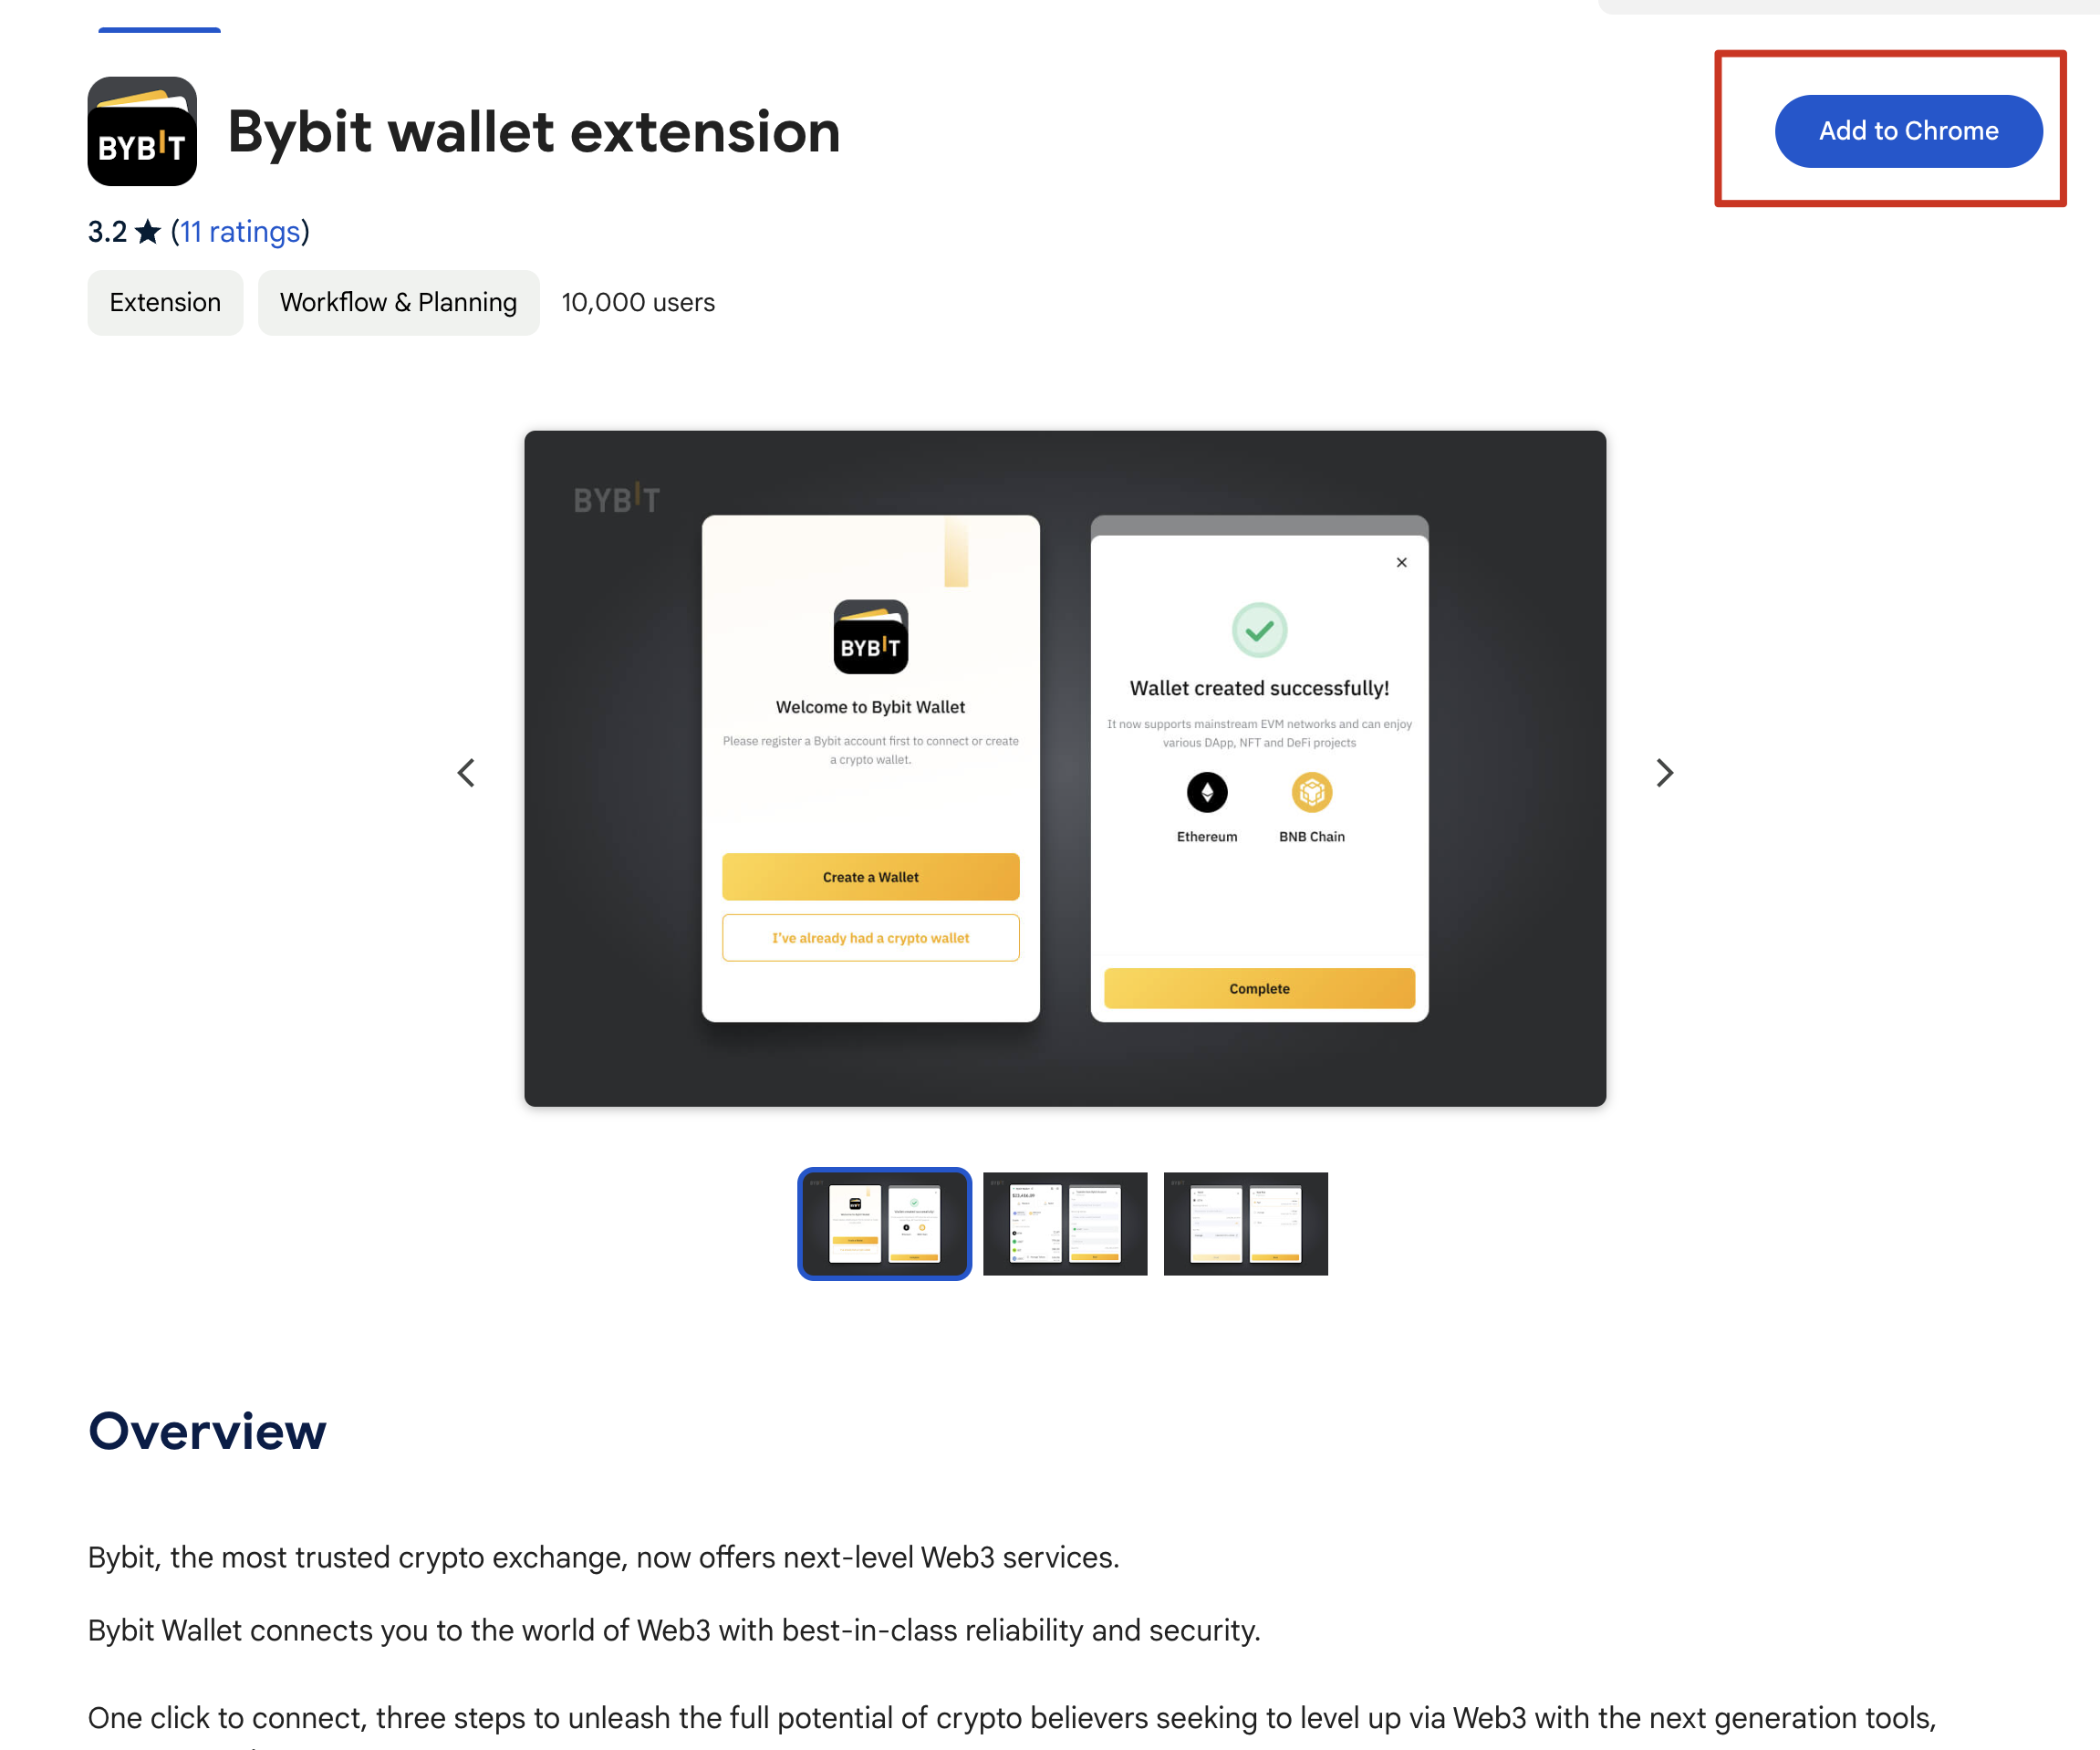 BYBIT
Bybit wallet extension
Add to Chrome
3.2 ★ (11 ratings)
Extension
Workflow & Planning
10,000 users
BYBIT
BYBIT
Welcome to Bybit Wallet
Please register a Bybit account first to connect or create
a crypto wallet.
Create a Wallet
I've already had a crypto wallet
Wallet created successfully!
It now supports mainstream EVM networks and can enjoy
various DApp, NFT and DeFi projects
Ethereum
BNB Chain
Complete
Overview
Bybit, the most trusted crypto exchange, now offers next-level Web3 services.
Bybit Wallet connects you to the world of Web3 with best-in-class reliability and security.
One click to connect, three steps to unleash the full potential of crypto believers seeking to level up via Web3 with the next generation tools,